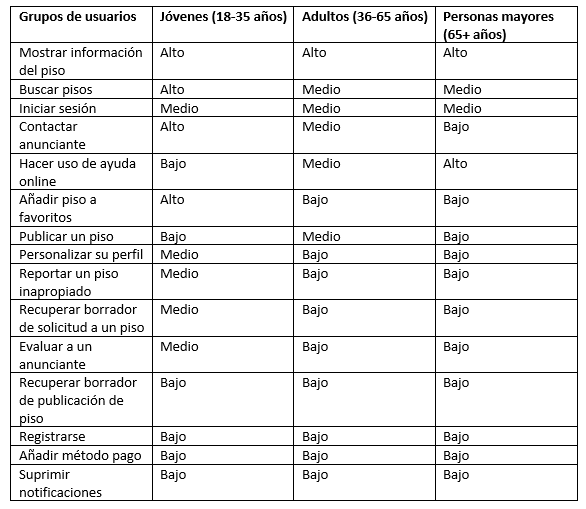 Grupos de usuarios Jóvenes (18-35 años) Adultos (36-65 años) Personas mayores
(65+ años)
Mostrar información Alto Alto Alto
del piso
Buscar pisos Alto Medio Medio
Iniciar sesión Medio Medio Medio
Contactar Alto Medio Bajo
anunciante
Hacer uso de ayuda Bajo Medio Alto
online
Añadir piso a Alto Bajo Bajo
favoritos
Publicar un piso Bajo Medio Bajo
Personalizar su perfil Medio Bajo Bajo
Reportar un piso Medio Bajo Bajo
inapropiado
Recuperar borrador Medio Bajo Bajo
de solicitud a un piso
Evaluar a un Medio Bajo Bajo
anunciante
Recuperar borrador Bajo Bajo Bajo
de publicación de
piso
Registrarse Bajo Bajo Bajo
Añadir método pago Bajo Bajo Bajo
Suprimir Bajo Bajo Bajo
notificaciones